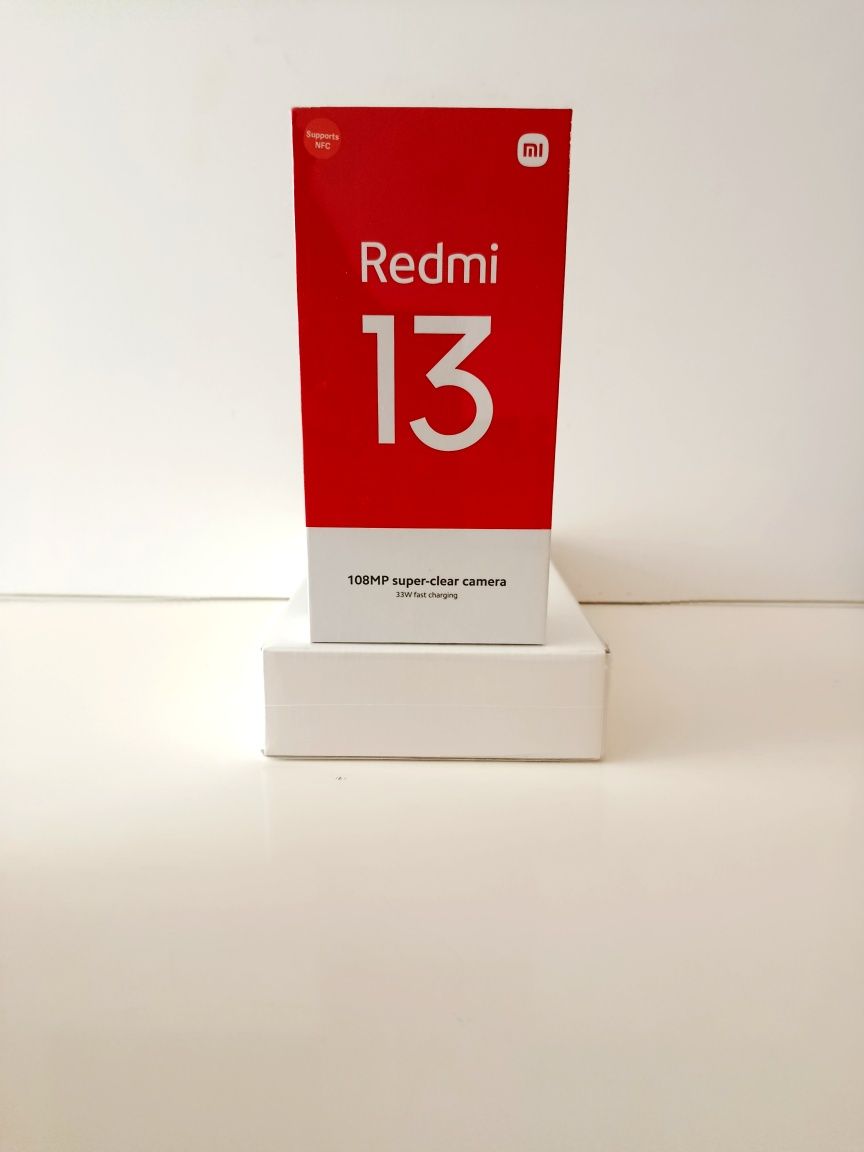 Supports
NFC
mi
Redmi
13
108MP super-clear camera
33W fast charging